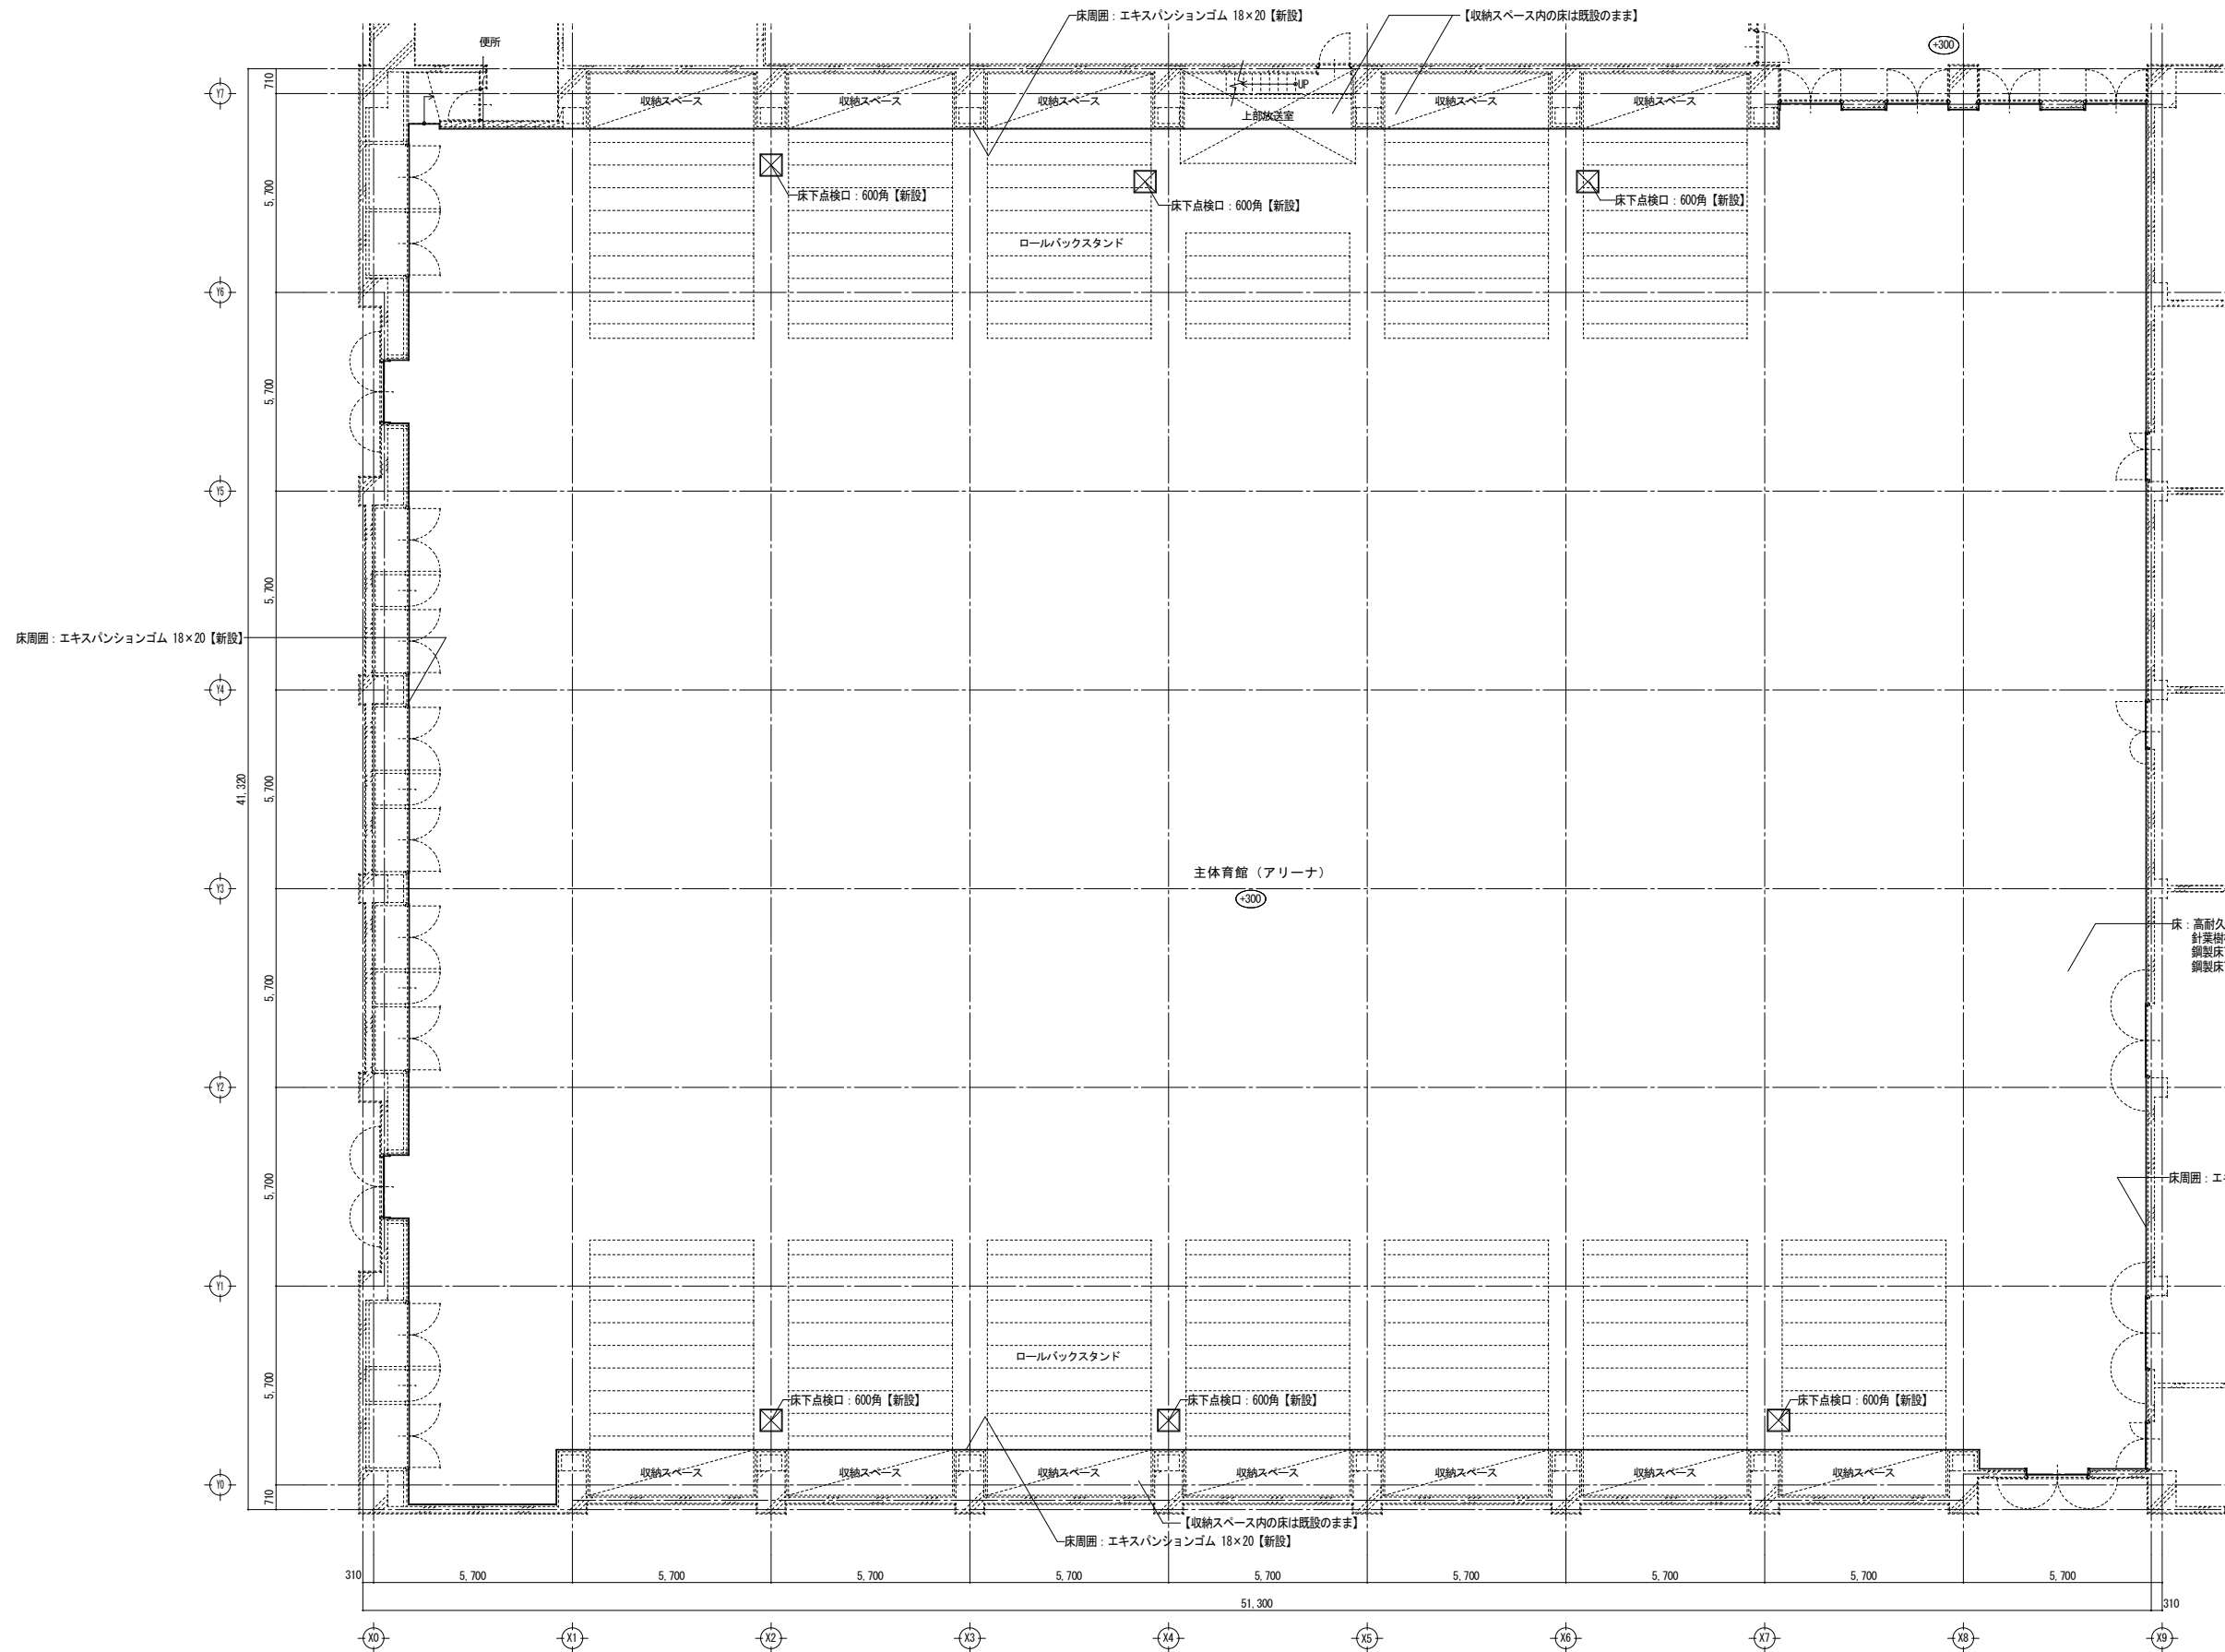 床周囲：エキスパンションゴム 18×20【新設】
【収納スペース内の床は既設のまま】
便所
+300
710
Y7
収納スペース
収納スペース
収納スペース
UP
収納スペース
収納スペース
上部放送室
5,700
床下点検口：600角【新設】
床下点検口：600角【新設】
床下点検口：600角【新設】
ロールバックスタンド
Y6
5,700
Y5
5,700
床周囲：エキスパンションゴム 18×20【新設】
Y4
41,320
5,700
主体育館（アリーナ）
Y3
+300
床：高耐久
針葉樹
鋼製床
鋼製床
5,700
Y2
床周囲：エキ
5,700
Y1
ロールバックスタンド
5,700
床下点検口：600角【新設】
床下点検口：600角【新設】
床下点検口：600角【新設】
収納スペース
収納スペース
収納スペース
収納スペース
収納スペース
収納スペース
収納スペース
Y0
710
【収納スペース内の床は既設のまま】
床周囲：エキスパンションゴム 18×20【新設】
310
5,700
5,700
5,700
5,700
5,700
5,700
5,700
5,700
5,700
51,300
310
X0
X1
X2
X3
X4
X5
X6
X7
X8
X9